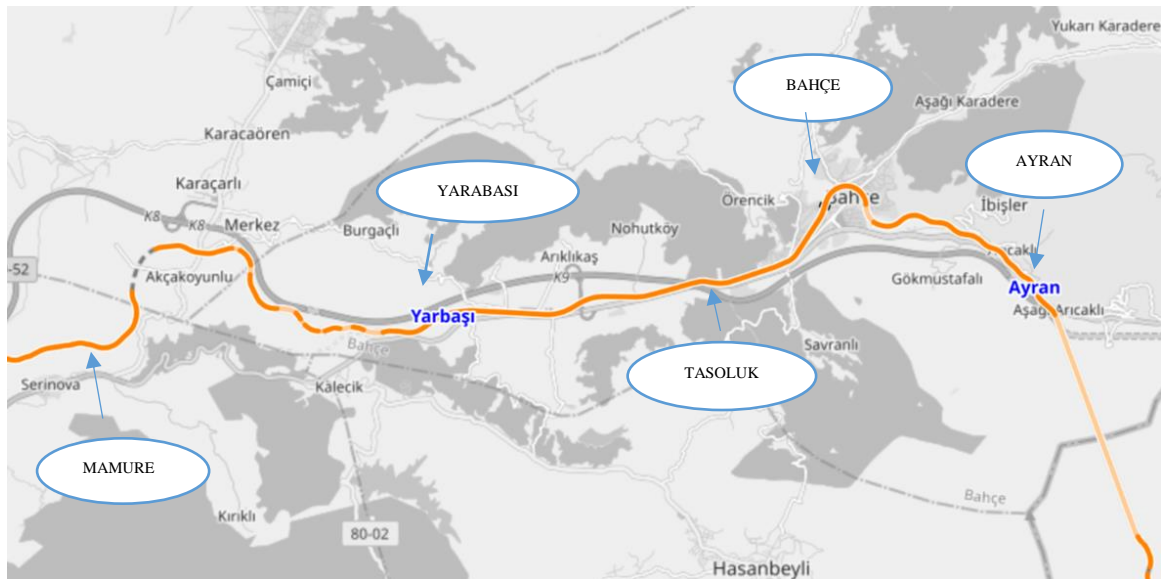 Yukarı Karadere
Çamiçi
BAHÇE
Aşağı Karadere
Karacaören
AYRAN
Karaçarlı
YARABASI
Örencik
Bahçe
İbişler
K8
K8
Merkez
Burgaçlı
Nohutköy
Arıklıkaş
-52
Akçakoyunlu
K9
Gökmustafalı
Ayran
Yarbaşı
Aşağı Arıcaklı
Bahçe
Savranlı
TASOLUK
Serinova
Kalecik
MAMURE
Bahçe
Kırıklı
80-02
Hasanbeyli